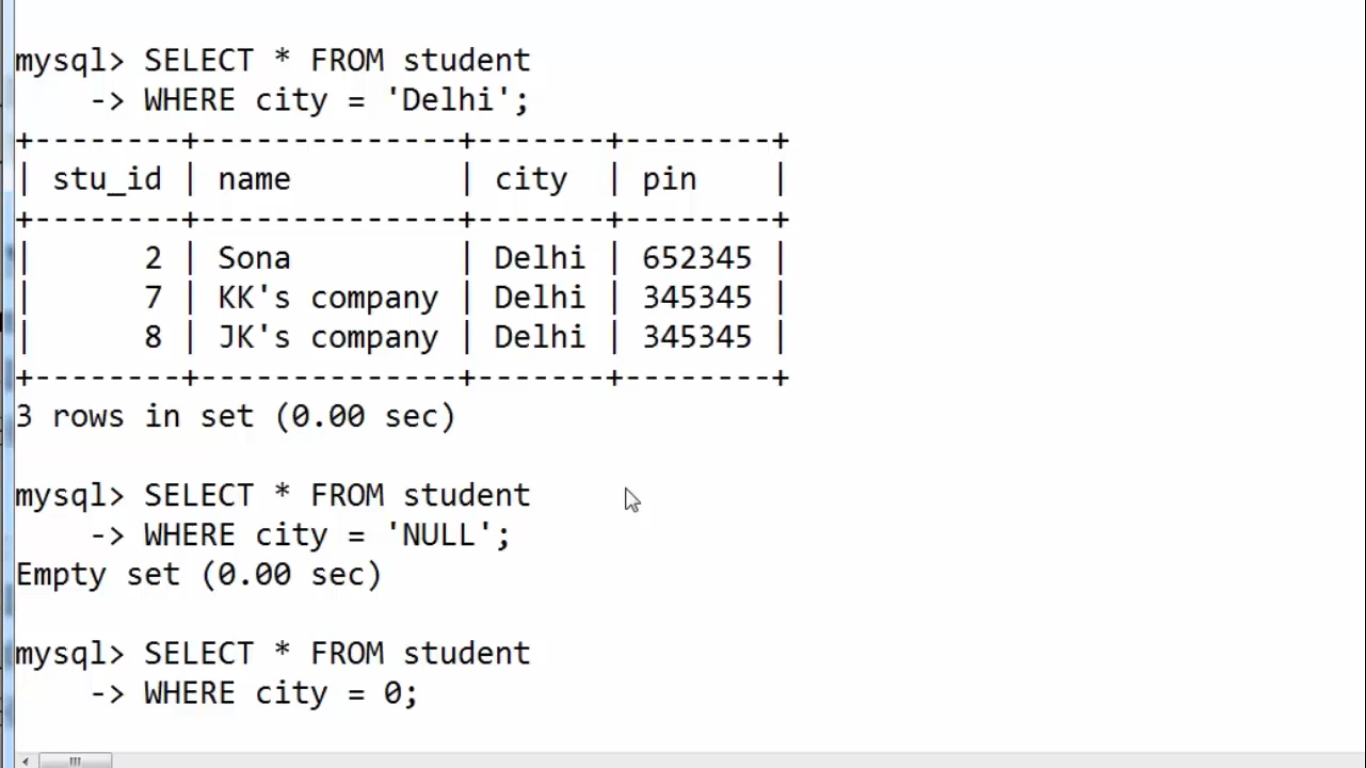 mysql> SELECT * FROM student
    -> WHERE city = 'Delhi';
+--------+--------------+-------+--------+
| stu_id | name         | city  | pin    |
+--------+--------------+-------+--------+
|      2 | Sona         | Delhi | 652345 |
|      7 | KK's company | Delhi | 345345 |
|      8 | JK's company | Delhi | 345345 |
+--------+--------------+-------+--------+
3 rows in set (0.00 sec)
mysql> SELECT * FROM student
    -> WHERE city = 'NULL';
Empty set (0.00 sec)
mysql> SELECT * FROM student
    -> WHERE city = 0;